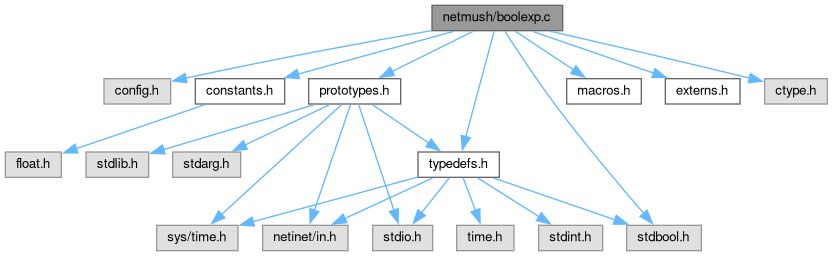 netmush/boolexp.c
config.h
constants.h
prototypes.h
macros.h
externs.h
ctype.h
float.h
stdlib.h
stdarg.h
typedefs.h
sys/time.h
netinet/in.h
stdio.h
time.h
stdint.h
stdbool.h